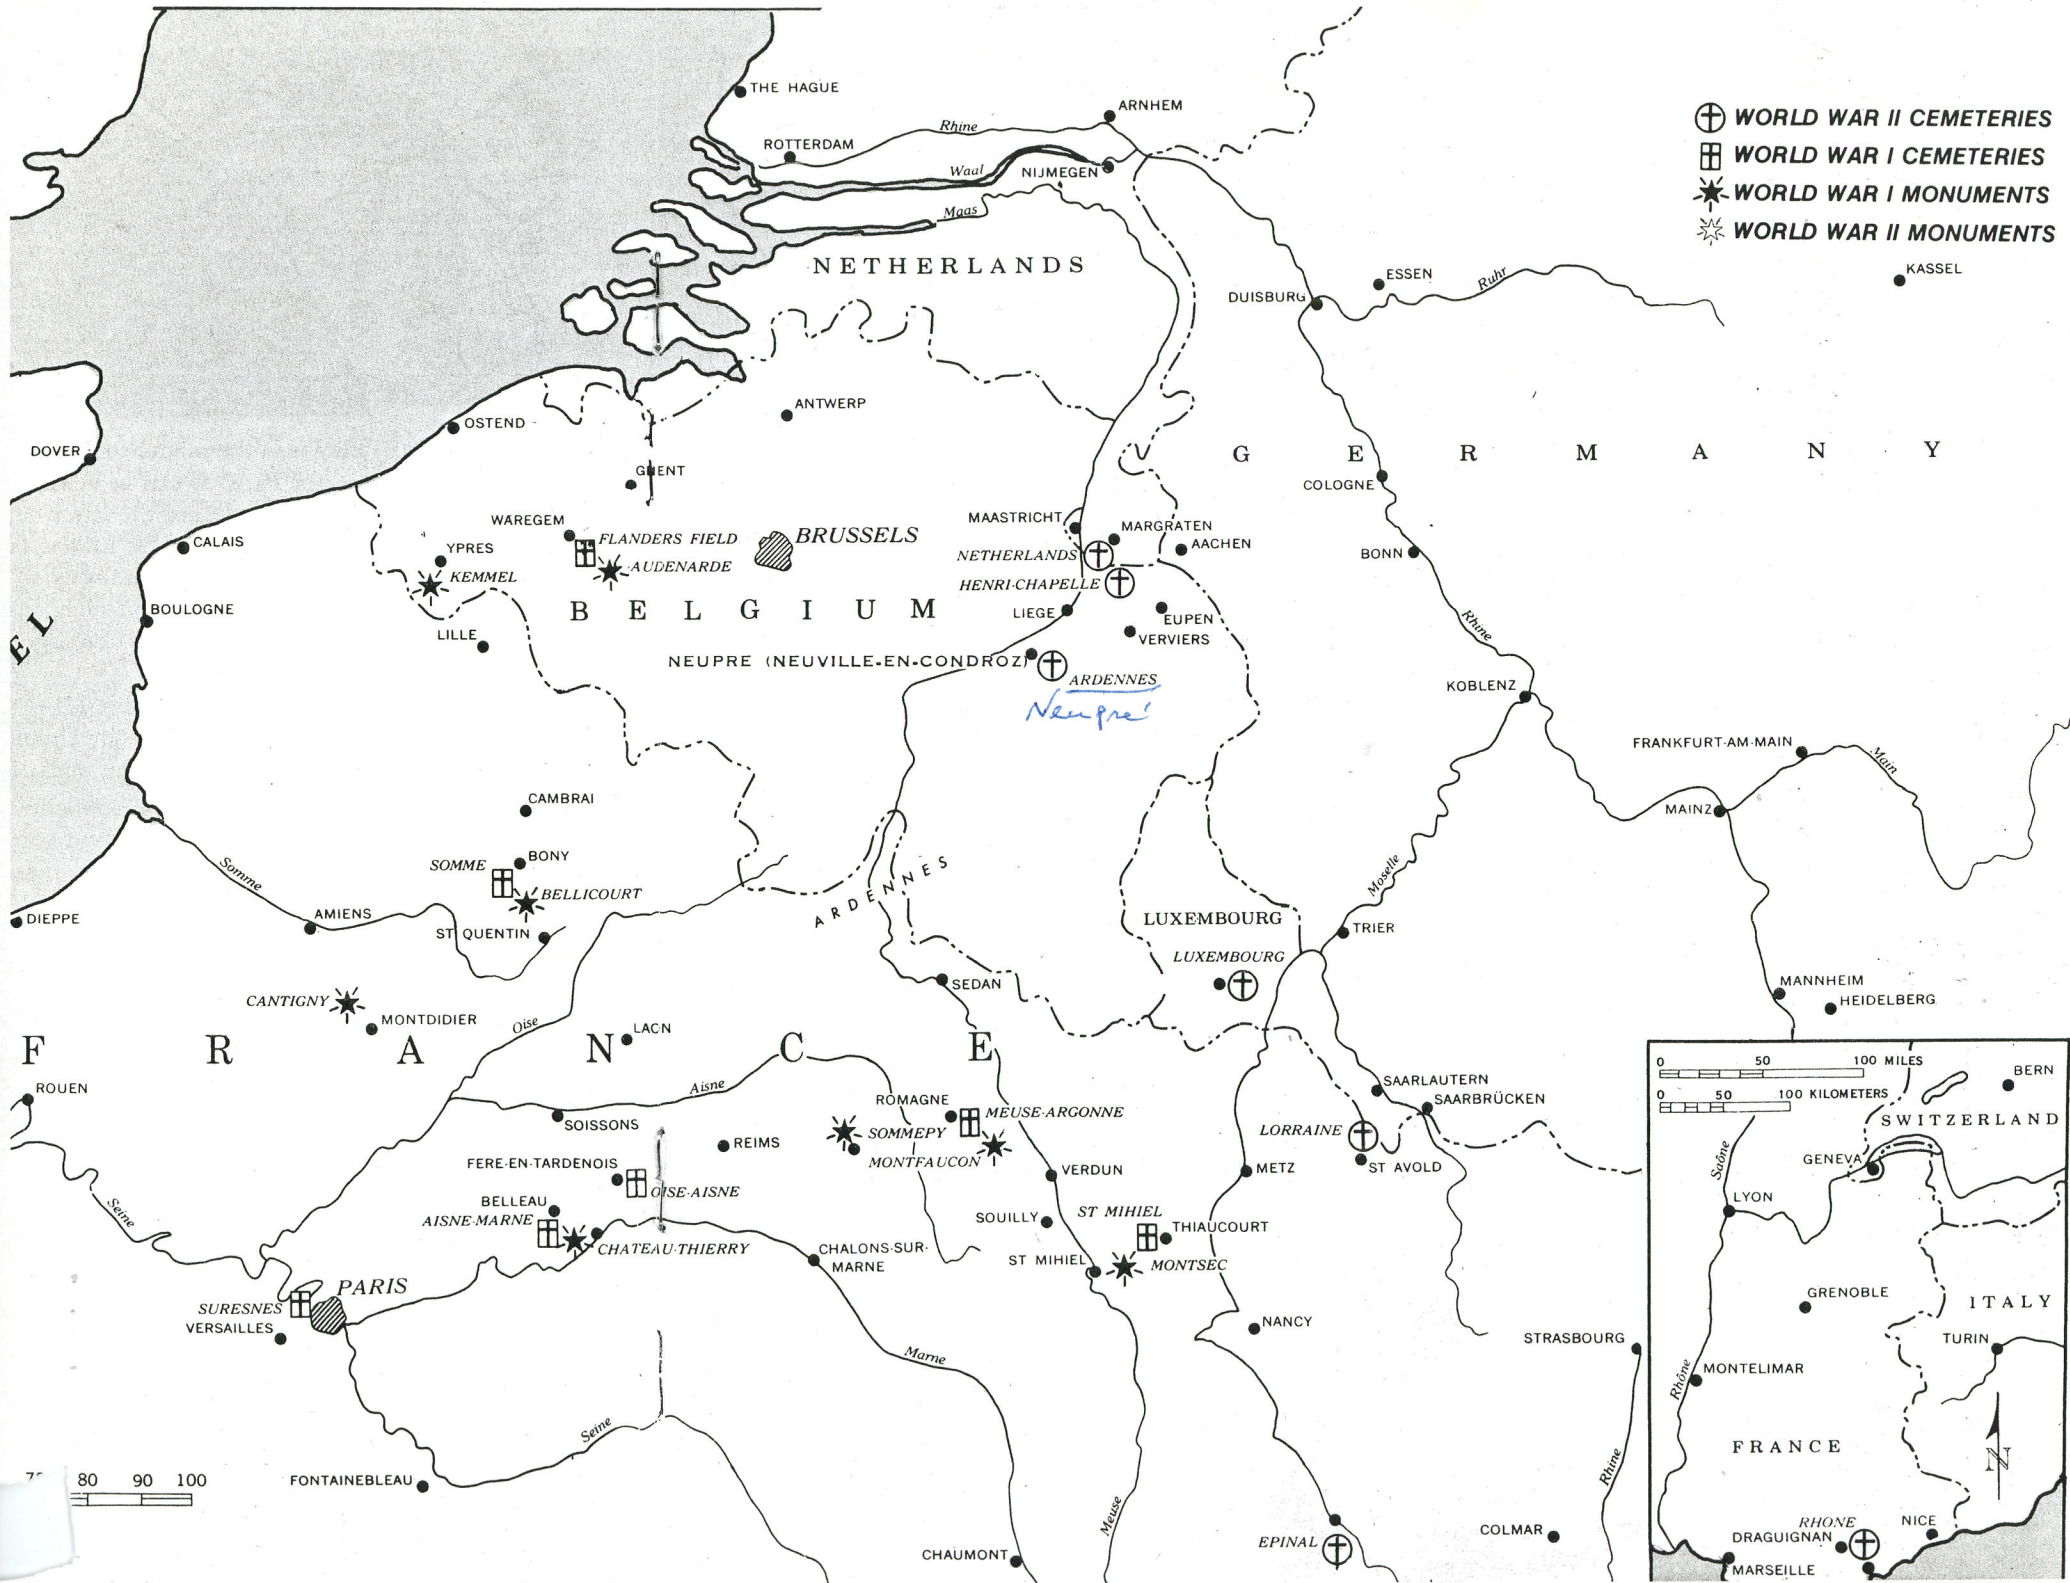 WORLD WAR II CEMETERIES
WORLD WAR I CEMETERIES
WORLD WAR I MONUMENTS
WORLD WAR II MONUMENTS
THE HAGUE
ARNHEM
Rhine
ROTTERDAM
Waal
NIJMEGEN
Maas
NETHERLANDS
KASSEL
ESSEN
Ruhr
DUISBURG
ANTWERP
OSTEND
DOVER
GHENT
GERMANY
COLOGNE
WAREGEM
FLANDERS FIELD
BRUSSELS
MAASTRICHT
MARGRATEN
AACHEN
NETHERLANDS
CALAIS
YPRES
KEMMEL
AUDENARDE
BONN
HENRI-CHAPELLE
BOULOGNE
BELGIUM
LIEGE
EUPEN
VERVIERS
Rhine
EL
LILLE
NEUPRE (NEUVILLE-EN-CONDROZ)
ARDENNES
Neupré
KOBLENZ
FRANKFURT-AM-MAIN
Main
MAINZ
CAMBRAI
SOMME
BONY
BELLICOURT
Somme
ARDENNES
Moselle
DIEPPE
AMIENS
ST QUENTIN
LUXEMBOURG
TRIER
LUXEMBOURG
SEDAN
MANNHEIM
HEIDELBERG
CANTIGNY
MONTDIDIER
Oise
LAON
FRANCE
ROUEN
Aisne
SAARLAUTERN
SAARBRÜCKEN
ROMAGNE
MEUSE-ARGONNE
SOISSONS
REIMS
SOMMEPY
MONTFAUCON
LORRAINE
ST AVOLD
FERE-EN-TARDENOIS
OISE-AISNE
VERDUN
METZ
BELLEAU
AISNE-MARNE
CHATEAU-THIERRY
SOUILLY
ST MIHIEL
THIAUCOURT
Seine
CHALONS-SUR-
MARNE
ST MIHIEL
MONTSEC
PARIS
SURESNES
VERSAILLES
NANCY
STRASBOURG
Marne
Seine
FONTAINEBLEAU
80 90 100
Meuse
Rhine
CHAUMONT
EPINAL
COLMAR
0 50 100 MILES
0 50 100 KILOMETERS
BERN
SWITZERLAND
Saône
GENEVA
LYON
GRENOBLE
ITALY
TURIN
Rhône
MONTELIMAR
FRANCE
N
RHONE
DRAGUIGNAN
NICE
MARSEILLE